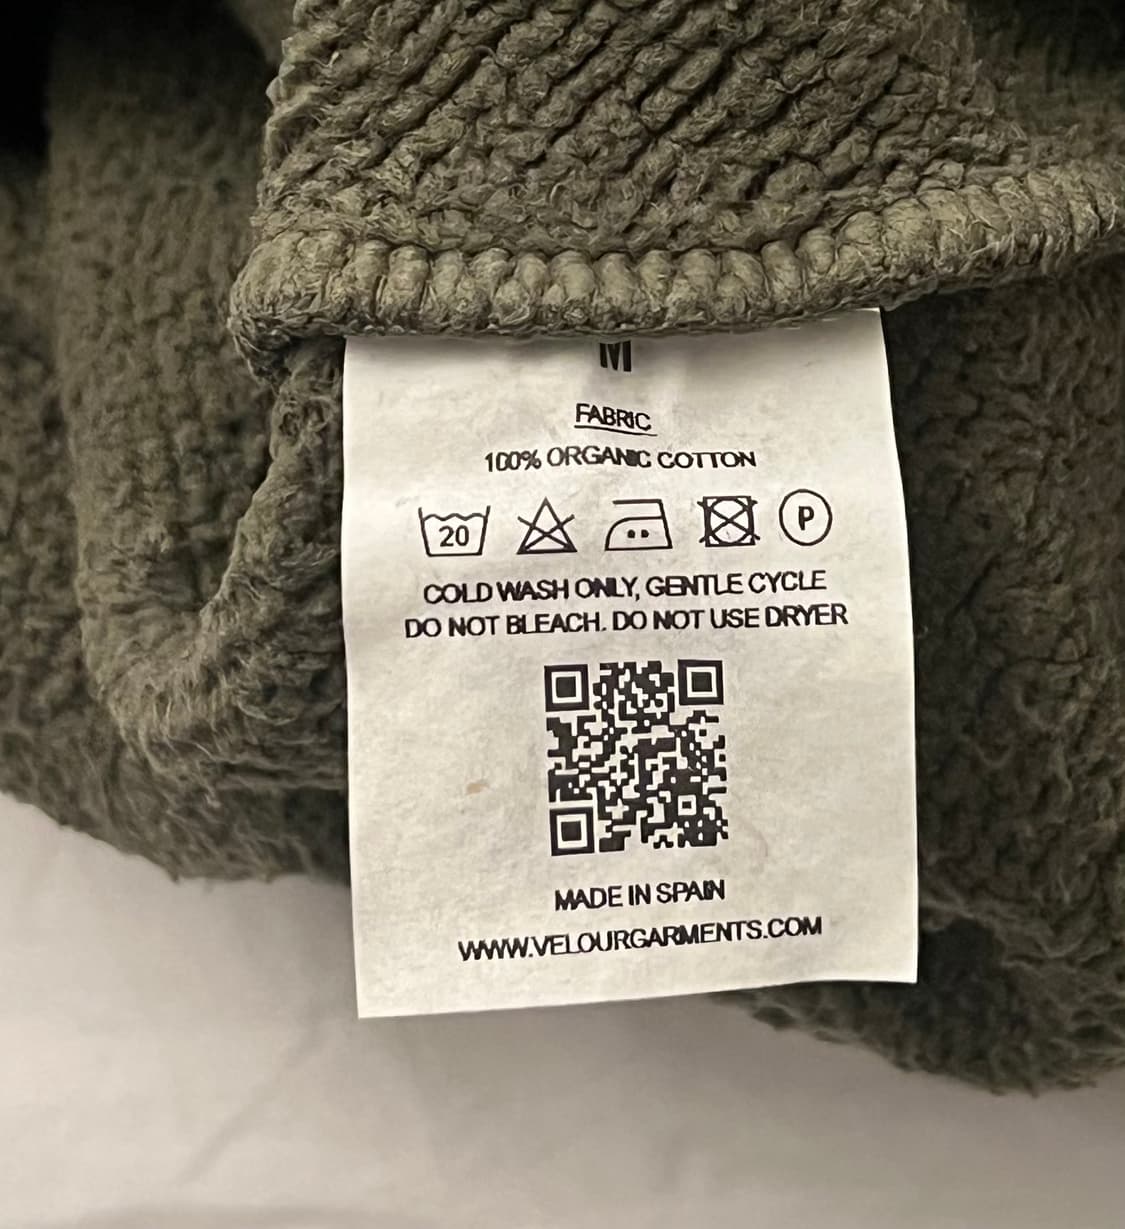 M
FABRIC
100% ORGANIC COTTON
20 P
COLD WASH ONLY, GENTLE CYCLE
DO NOT BLEACH. DO NOT USE DRYER
MADE IN SPAIN
WWW.VELOURGARMENTS.COM